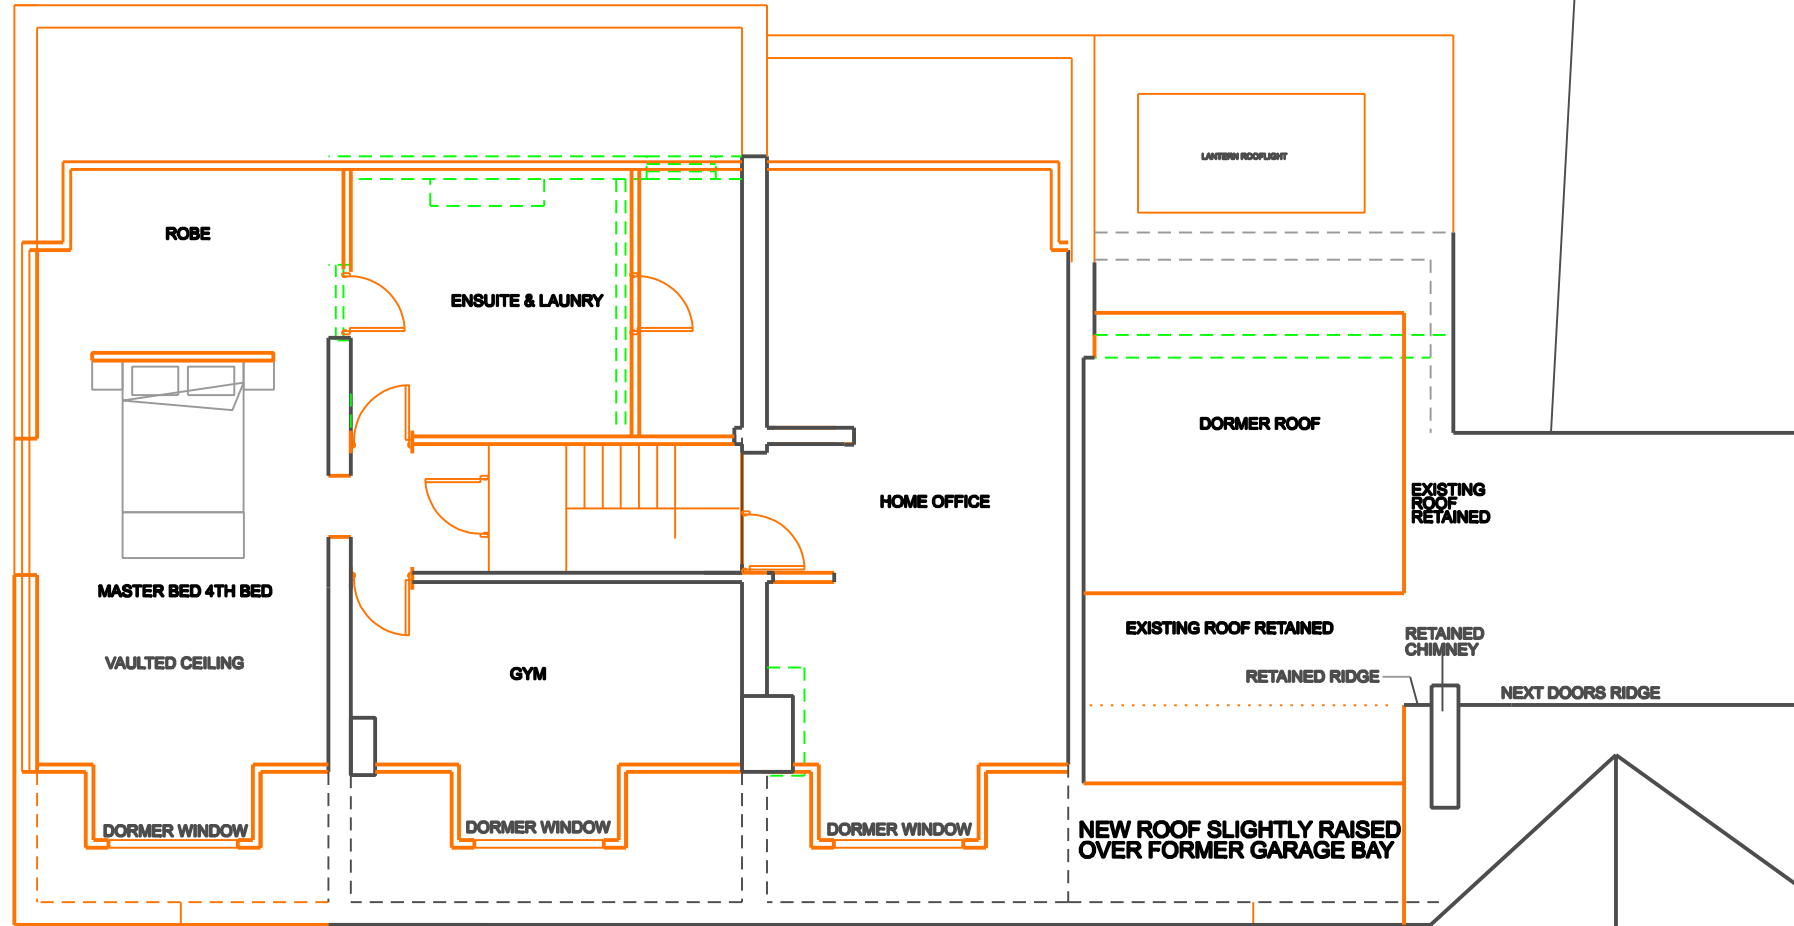 LANTERN ROOFLIGHT
ROBE
ENSUITE & LAUNRY
DORMER ROOF
HOME OFFICE
EXISTING
ROOF
RETAINED
MASTER BED 4TH BED
EXISTING ROOF RETAINED
RETAINED
CHIMNEY
VAULTED CEILING
GYM
RETAINED RIDGE
NEXT DOORS RIDGE
DORMER WINDOW
DORMER WINDOW
DORMER WINDOW
NEW ROOF SLIGHTLY RAISED
OVER FORMER GARAGE BAY